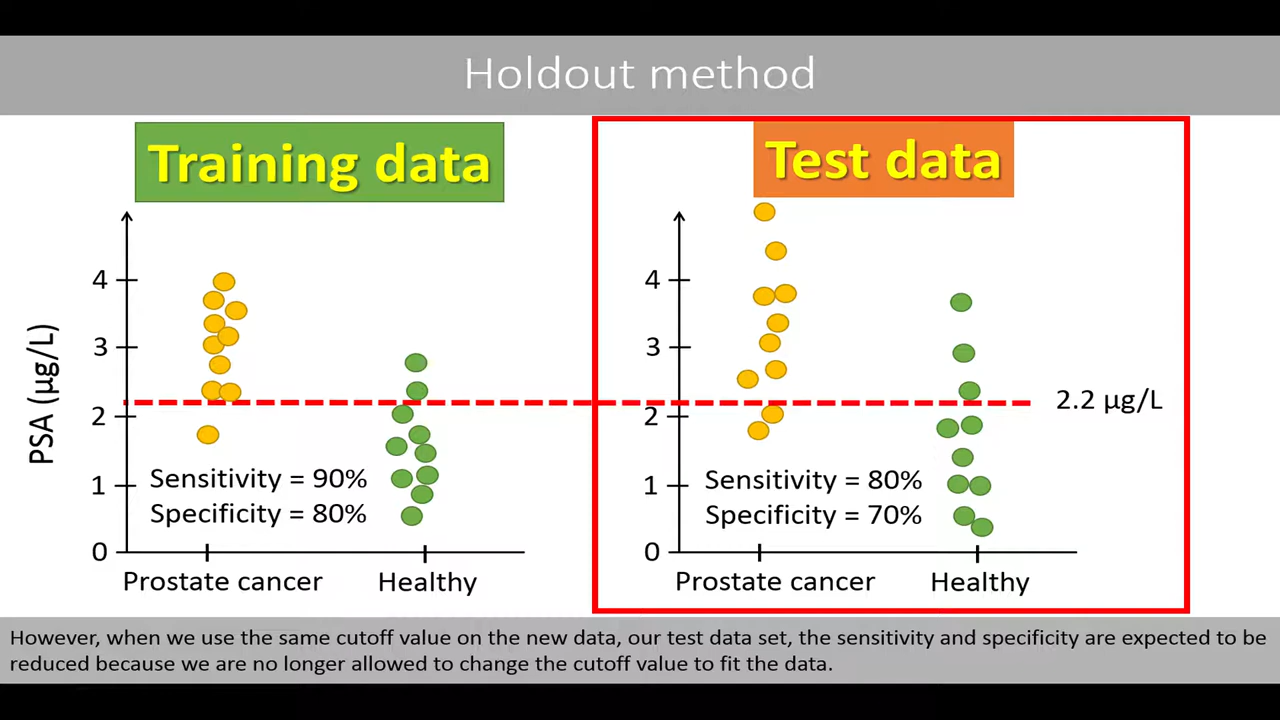 Holdout method
Training data
Test data
PSA (µg/L)
4
3
2
1
0
Sensitivity = 90%
Specificity = 80%
Prostate cancer
Healthy
4
3
2
1
0
2.2 µg/L
Sensitivity = 80%
Specificity = 70%
Prostate cancer
Healthy
However, when we use the same cutoff value on the new data, our test data set, the sensitivity and specificity are expected to be
reduced because we are no longer allowed to change the cutoff value to fit the data.